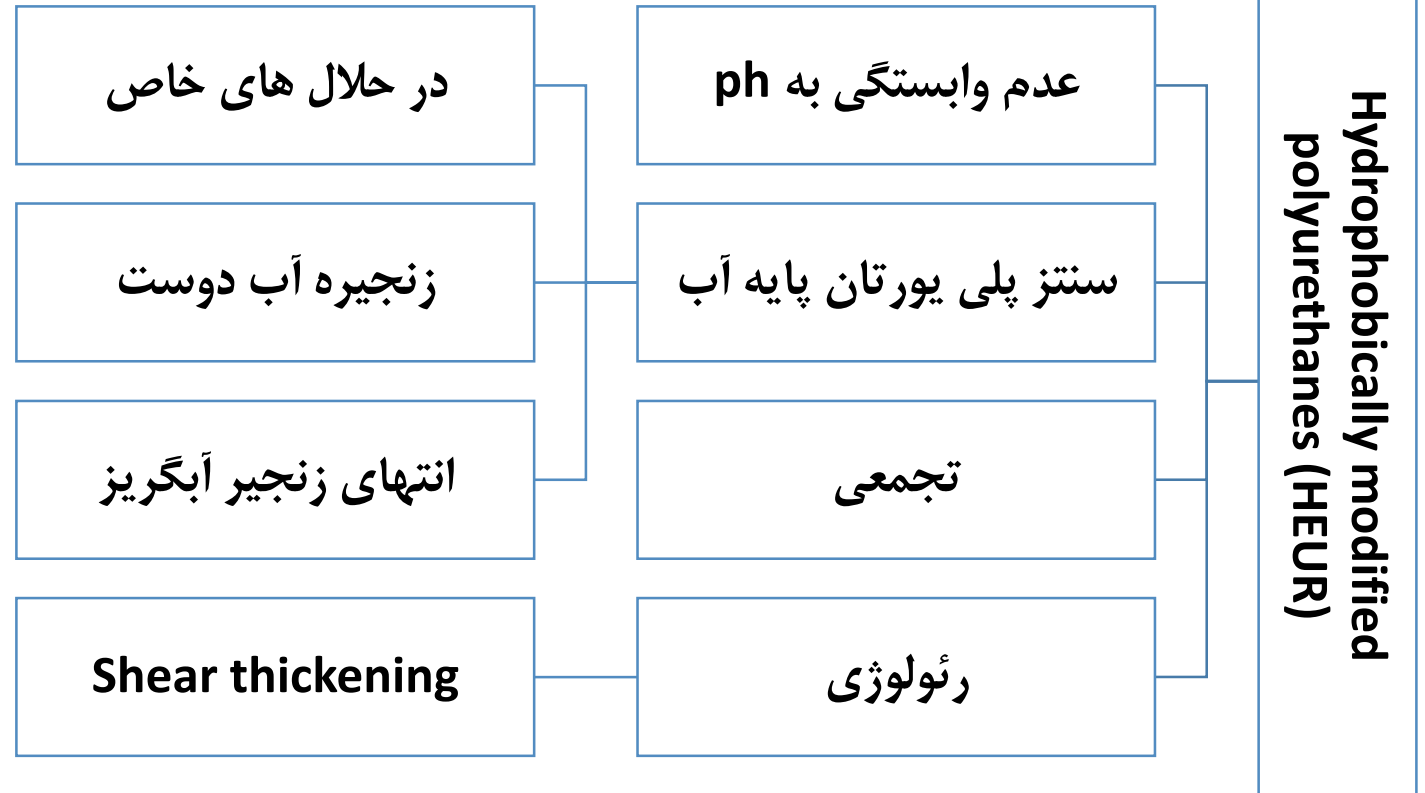 Hydrophobically modified
polyurethanes (HEUR)
عدم وابستگی به ph
سنتز پلی یورتان پایه آب
در حلال های خاص
زنجیره آب دوست
انتهای زنجیر آبگریز
تجمعی
رئولوژی
Shear thickening